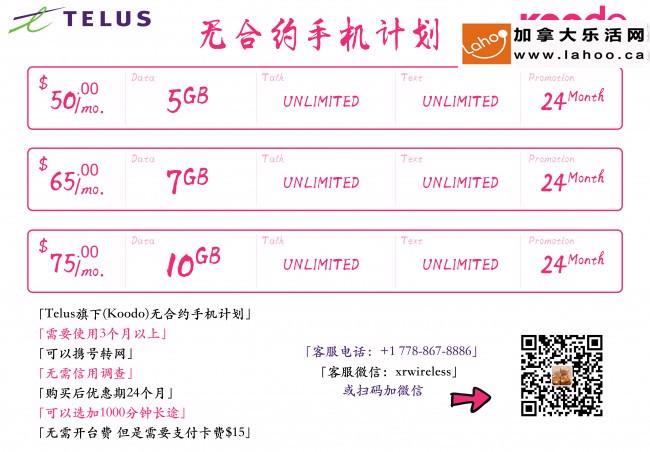 TELUS
无合约手机计划
Lahoo
加拿大乐活网
www.lahoo.ca
$50.00/mo.
Data
5GB
Talk
UNLIMITED
Text
UNLIMITED
Promotion
24Month
$65.00/mo.
Data
7GB
Talk
UNLIMITED
Text
UNLIMITED
Promotion
24Month
$75.00/mo.
Data
10GB
Talk
UNLIMITED
Text
UNLIMITED
Promotion
24Month
「Telus旗下(Koodo)无合约手机计划」
「需要使用3个月以上」
「可以携号转网」
「无需信用调查」
「购买后优惠期24个月」
「可以选加1000分钟长途」
「无需开台费 但是需要支付卡费$15」
「客服电话：+1 778-867-8886」
「客服微信：xrwireless」
或扫码加微信